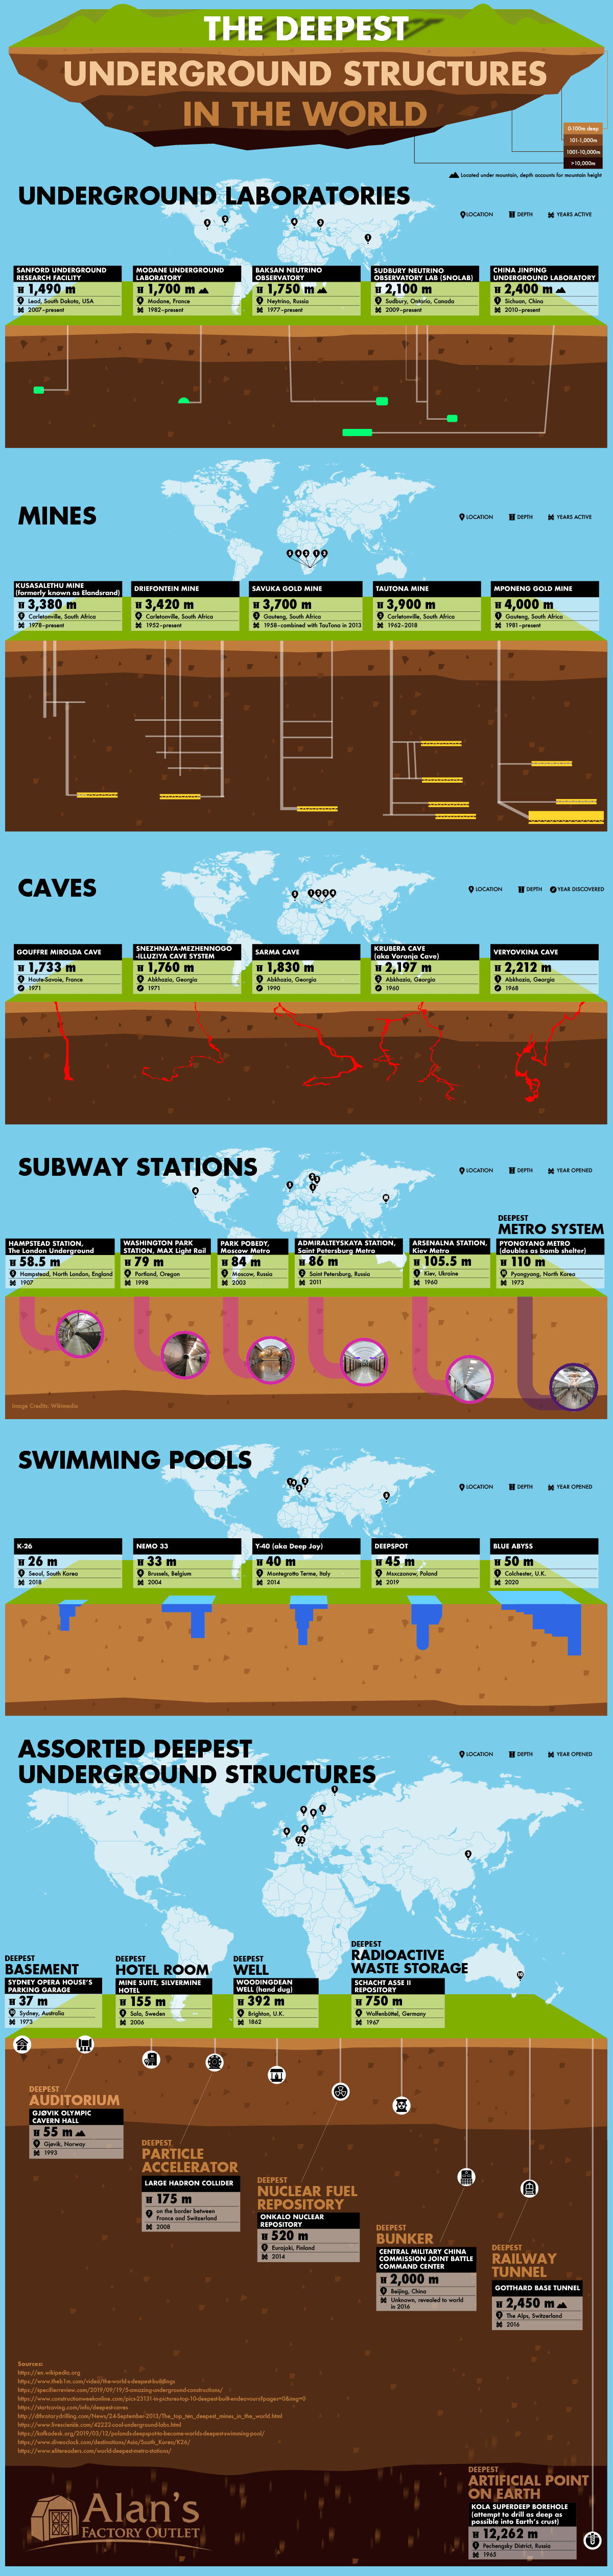 THE DEEPEST
UNDERGROUND STRUCTURES
IN THE WORLD
0-100m deep
101-1,000m
1001-10,000m
>10,000m
Located under mountain, depth accounts for mountain height
UNDERGROUND LABORATORIES
LOCATION DEPTH YEARS ACTIVE
SANFORD UNDERGROUND
RESEARCH FACILITY
1,490 m
Lead, South Dakota, USA
2007–present
MODANE UNDERGROUND
LABORATORY
1,700 m
Modane, France
1982–present
BAKSAN NEUTRINO
OBSERVATORY
1,750 m
Neytrino, Russia
1977–present
SUDBURY NEUTRINO
OBSERVATORY LAB (SNOLAB)
2,100 m
Sudbury, Ontario, Canada
2009–present
CHINA JINPING
UNDERGROUND LABORATORY
2,400 m
Sichuan, China
2010–present
MINES
LOCATION DEPTH YEARS ACTIVE
KUSASALETHU MINE
(formerly known as Elandsrand)
3,380 m
Carletonville, South Africa
1978–present
DRIEFONTEIN MINE
3,420 m
Carletonville, South Africa
1952–present
SAVUKA GOLD MINE
3,700 m
Gauteng, South Africa
1958–combined with TauTona in 2013
TAUTONA MINE
3,900 m
Carletonville, South Africa
1962–2018
MPONENG GOLD MINE
4,000 m
Gauteng, South Africa
1981–present
CAVES
LOCATION DEPTH YEAR DISCOVERED
GOUFFRE MIROLDA CAVE
1,733 m
Haute-Savoie, France
1971
SNEZHNAYA-MEZHENNOGO
-ILLUZIYA CAVE SYSTEM
1,760 m
Abkhazia, Georgia
1971
SARMA CAVE
1,830 m
Abkhazia, Georgia
1990
KRUBERA CAVE
(aka Voronja Cave)
2,197 m
Abkhazia, Georgia
1960
VERYOVKINA CAVE
2,212 m
Abkhazia, Georgia
1968
SUBWAY STATIONS
LOCATION DEPTH YEAR OPENED
HAMPSTEAD STATION,
The London Underground
58.5 m
Hampstead, North London, England
1907
WASHINGTON PARK
STATION, MAX Light Rail
79 m
Portland, Oregon
1998
PARK POBEDY,
Moscow Metro
84 m
Moscow, Russia
2003
ADMIRALTEYSKAYA STATION,
Saint Petersburg Metro
86 m
Saint Petersburg, Russia
2011
ARSENALNA STATION,
Kiev Metro
105.5 m
Kiev, Ukraine
1960
DEEPEST
METRO SYSTEM
PYONGYANG METRO
(doubles as bomb shelter)
110 m
Pyongyang, North Korea
1973
Image Credits: Wikimedia
SWIMMING POOLS
LOCATION DEPTH YEAR OPENED
K-26
26 m
Seoul, South Korea
2018
NEMO 33
33 m
Brussels, Belgium
2004
Y-40 (aka Deep Joy)
40 m
Montegrotto Terme, Italy
2014
DEEPSPOT
45 m
Mszczonow, Poland
2019
BLUE ABYSS
50 m
Colchester, U.K.
2020
ASSORTED DEEPEST
UNDERGROUND STRUCTURES
LOCATION DEPTH YEAR OPENED
DEEPEST
BASEMENT
SYDNEY OPERA HOUSE'S
PARKING GARAGE
37 m
Sydney, Australia
1973
DEEPEST
HOTEL ROOM
MINE SUITE, SILVERMINE
HOTEL
155 m
Sala, Sweden
2006
DEEPEST
WELL
WOODINGDEAN
WELL (hand dug)
392 m
Brighton, U.K.
1862
DEEPEST
RADIOACTIVE
WASTE STORAGE
SCHACHT ASSE II
REPOSITORY
750 m
Wolfenbüttel, Germany
1967
DEEPEST
AUDITORIUM
GJØVIK OLYMPIC
CAVERN HALL
55 m
Gjøvik, Norway
1993
DEEPEST
PARTICLE
ACCELERATOR
LARGE HADRON COLLIDER
175 m
on the border between
France and Switzerland
2008
DEEPEST
NUCLEAR FUEL
REPOSITORY
ONKALO NUCLEAR
REPOSITORY
520 m
Eurajoki, Finland
2014
DEEPEST
BUNKER
CENTRAL MILITARY CHINA
COMMISSION JOINT BATTLE
COMMAND CENTER
2,000 m
Beijing, China
Unknown, revealed to world
in 2016
DEEPEST
RAILWAY
TUNNEL
GOTTHARD BASE TUNNEL
2,450 m
The Alps, Switzerland
2016
Sources:
https://en.wikipedia.org
https://www.theb1m.com/video/the-world-s-deepest-buildings
https://specifierreview.com/2019/09/19/5-amazing-underground-constructions/
https://www.constructionweekonline.com/pics-23131-in-pictures-top-10-deepest-built-endeavours?pages=0&img=0
https://startcaving.com/info/deepest-caves
http://dthrotarydrilling.com/News/24-September-2013/The_top_ten_deepest_mines_in_the_world.html
https://www.livescience.com/42222-cool-underground-labs.html
https://kafkadesk.org/2019/03/13/polands-deepspot-to-become-worlds-deepest-swimming-pool/
https://www.diveoclock.com/destinations/Asia/South_Korea/K26/
https://www.elitereaders.com/world-deepest-metro-stations/
DEEPEST
ARTIFICIAL POINT
ON EARTH
KOLA SUPERDEEP BOREHOLE
(attempt to drill as deep as
possible into Earth's crust)
12,262 m
Pechengsky District, Russia
1965
Alan's
FACTORY OUTLET